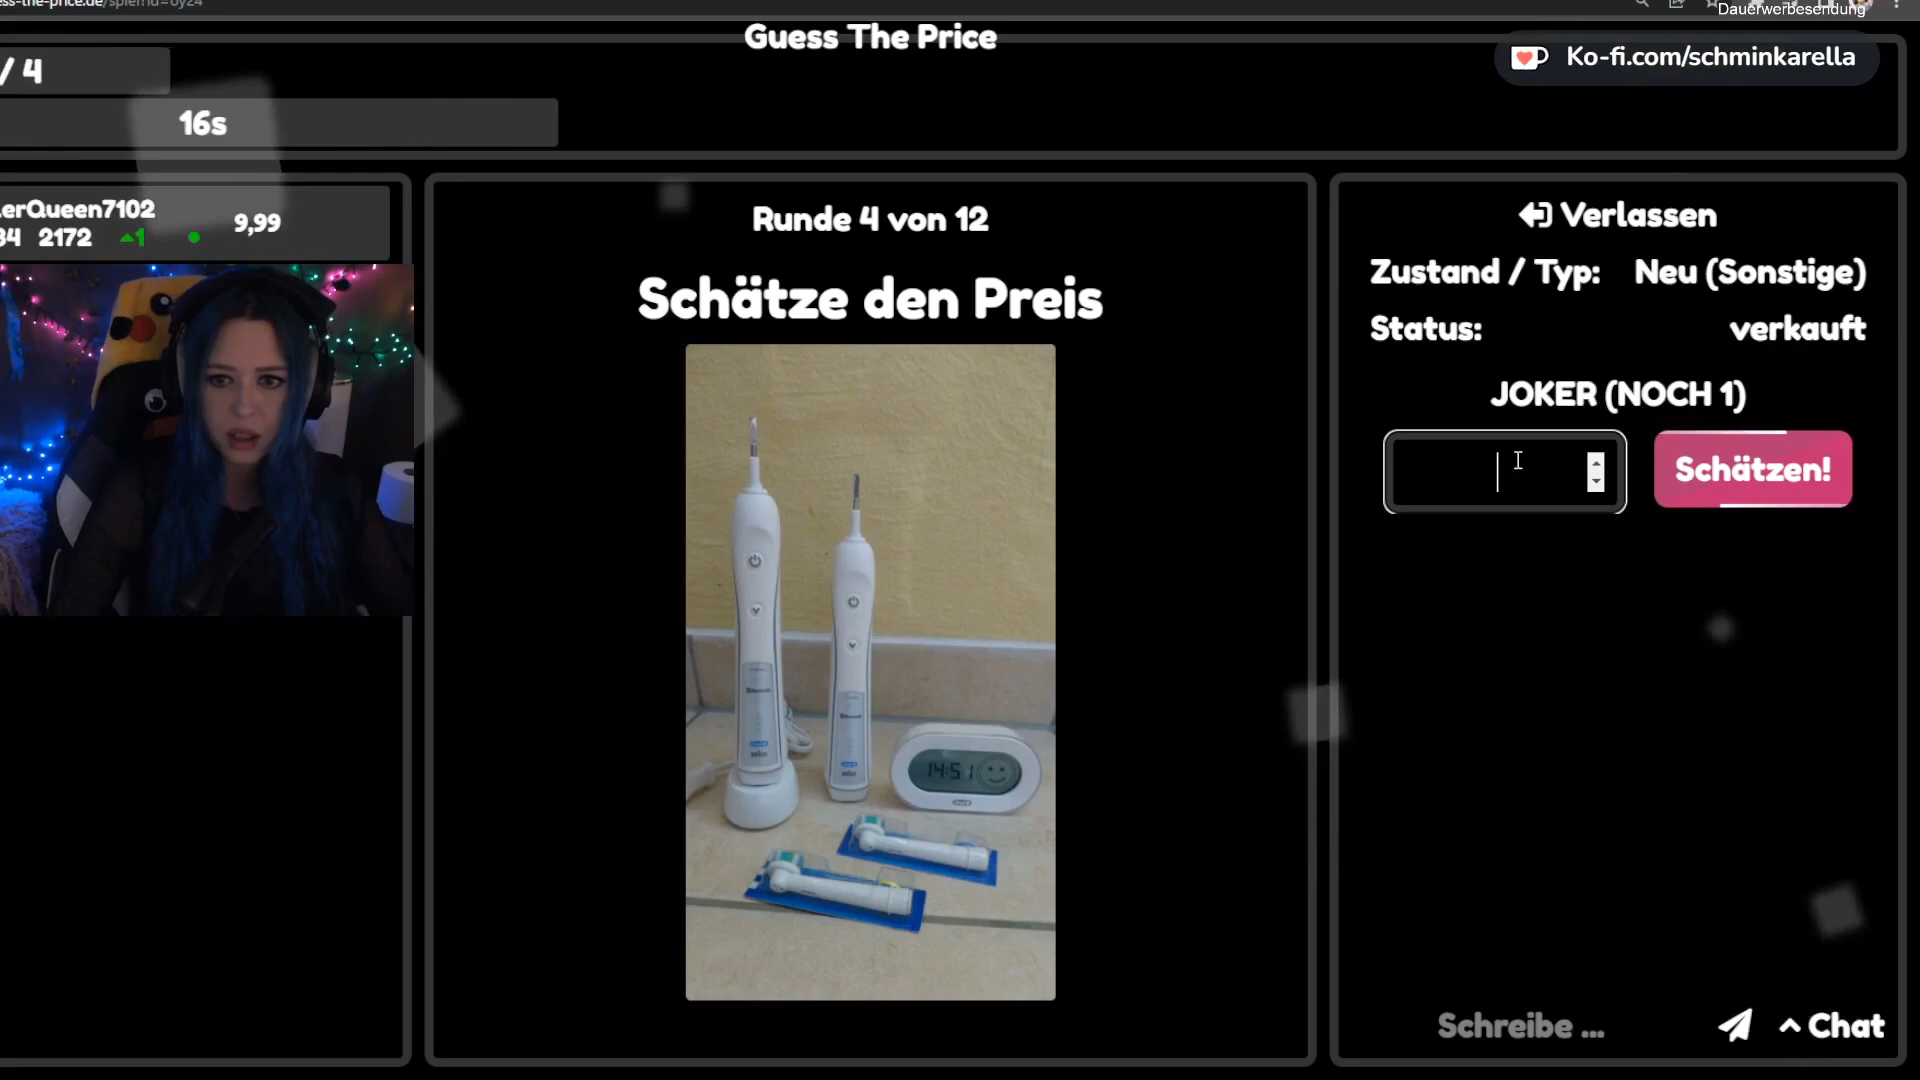 Dauerwerbesendung
Guess The Price
Ko-fi.com/schminkarella
/ 4
16s
erQueen7102
34 2172 1
9,99
Runde 4 von 12
Schätze den Preis
14:51
Verlassen
Zustand / Typ: Neu (Sonstige)
Status: verkauft
JOKER (NOCH 1)
Schätzen!
Schreibe ...
Chat